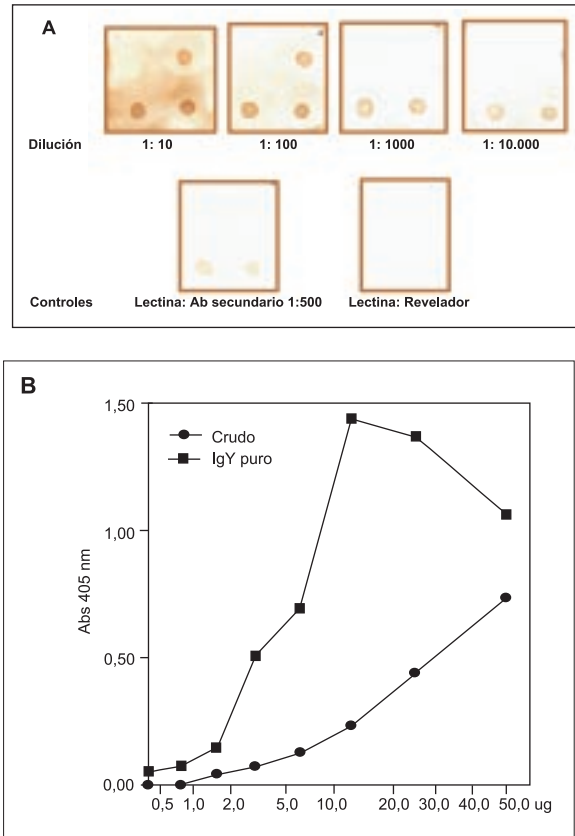 A
Dilución 1: 10 1: 100 1: 1000 1: 10.000
Controles Lectina: Ab secundario 1:500 Lectina: Revelador
B
1,50
Crudo
IgY puro
1,00
Abs 405 nm
0,50
0,00
0,5 1,0 2,0 5,0 10,0 20,0 30,0 40,0 50,0 ug